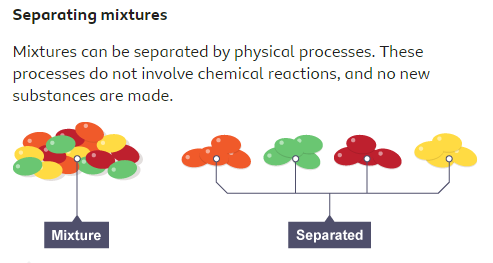 Separating mixtures
Mixtures can be separated by physical processes. These
processes do not involve chemical reactions, and no new
substances are made.
Mixture
Separated